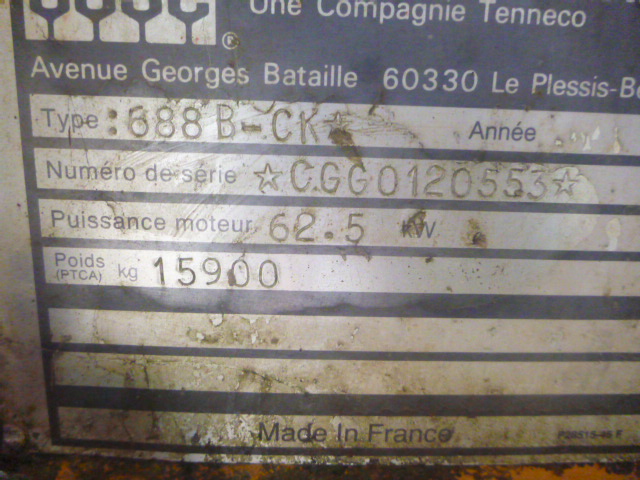 ®
Une Compagnie Tenneco
Avenue Georges Bataille 60330 Le Plessis-Be
Type : 688 B-CK☆ Année
Numéro de série ☆CGG0120553☆
Puissance moteur 62.5 KW
Poids (PTCA) kg 15900
Made In France